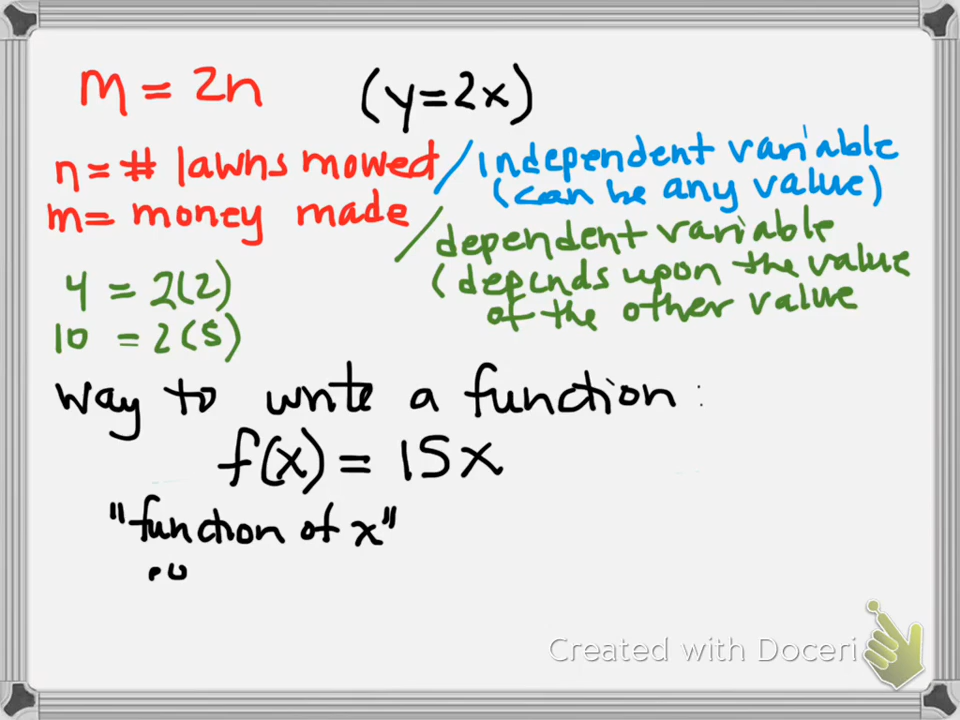 m = 2n (y=2x)
n = # lawns mowed / independent variable
(can be any value)
m = money made / dependent variable
(depends upon the value
of the other value
4 = 2(2)
10 = 2(5)
way to write a function :
f(x) = 15x
"function of x"
Created with Doceri